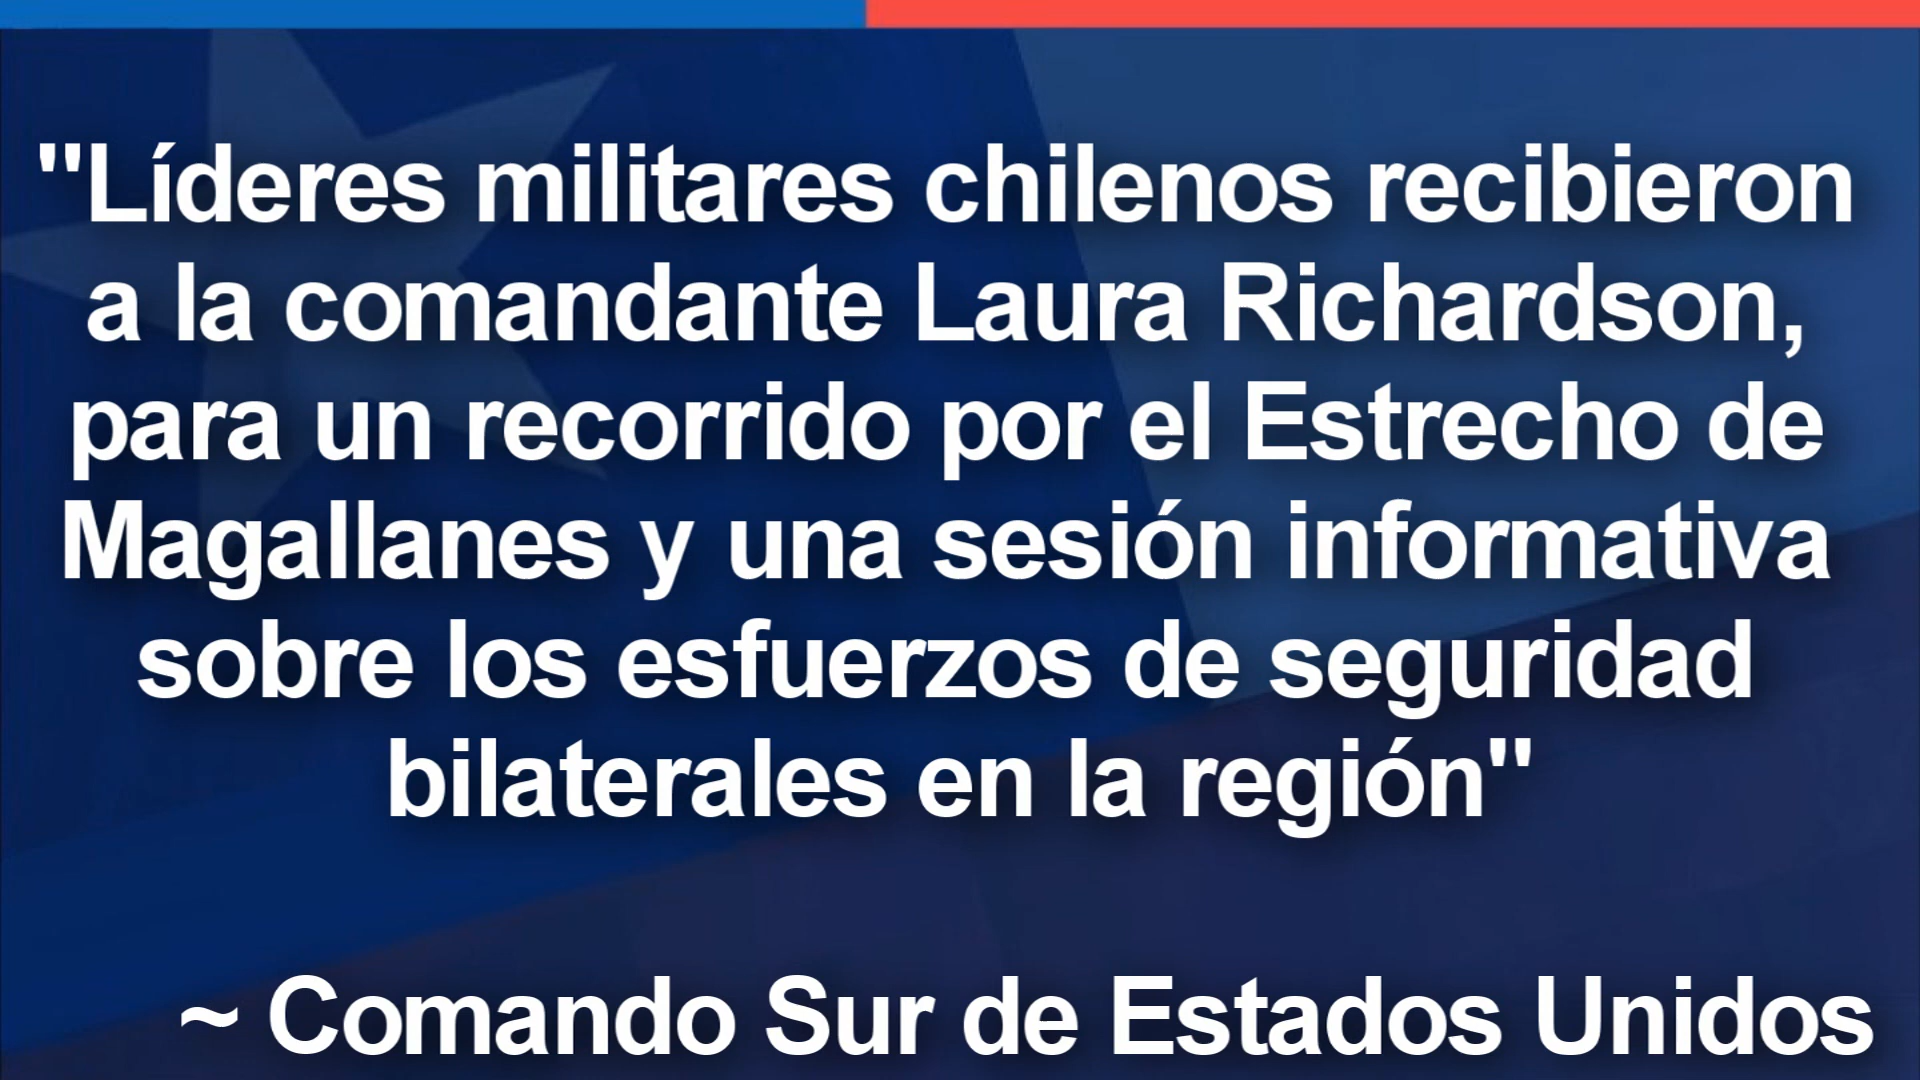 "Líderes militares chilenos recibieron
a la comandante Laura Richardson,
para un recorrido por el Estrecho de
Magallanes y una sesión informativa
sobre los esfuerzos de seguridad
bilaterales en la región"
~ Comando Sur de Estados Unidos